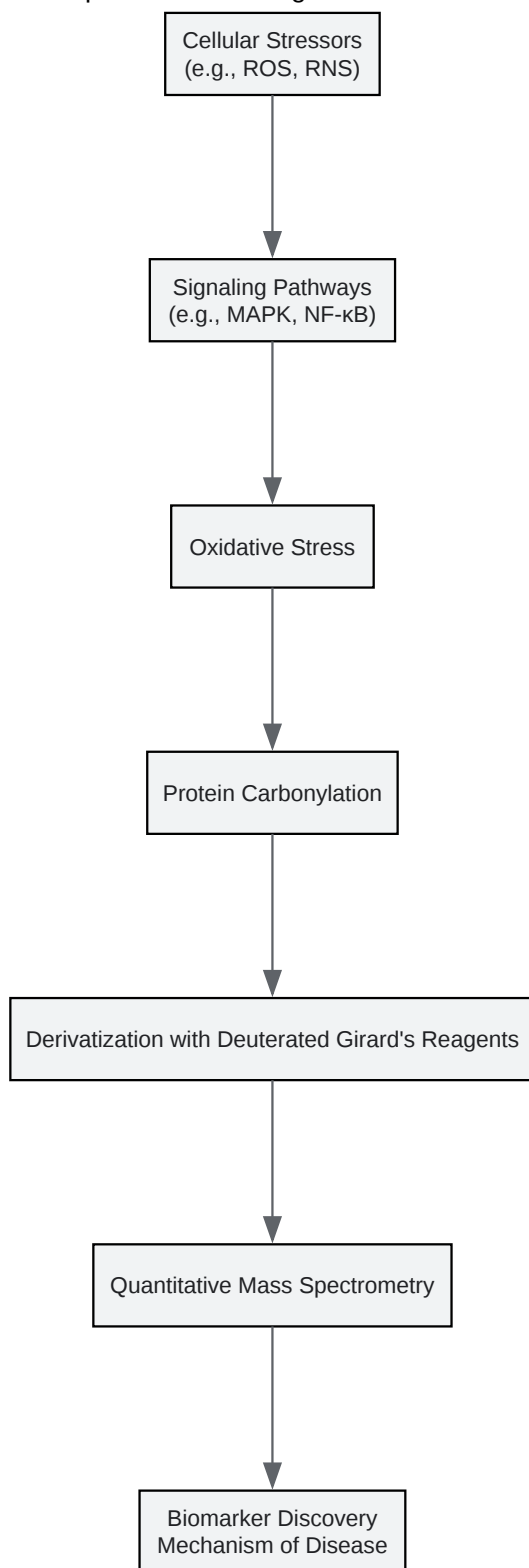 Cellular Stressors
(e.g., ROS, RNS)
Signaling Pathways
(e.g., MAPK, NF-κB)
Oxidative Stress
Protein Carbonylation
Derivatization with Deuterated Girard's Reagents
Quantitative Mass Spectrometry
Biomarker Discovery
Mechanism of Disease